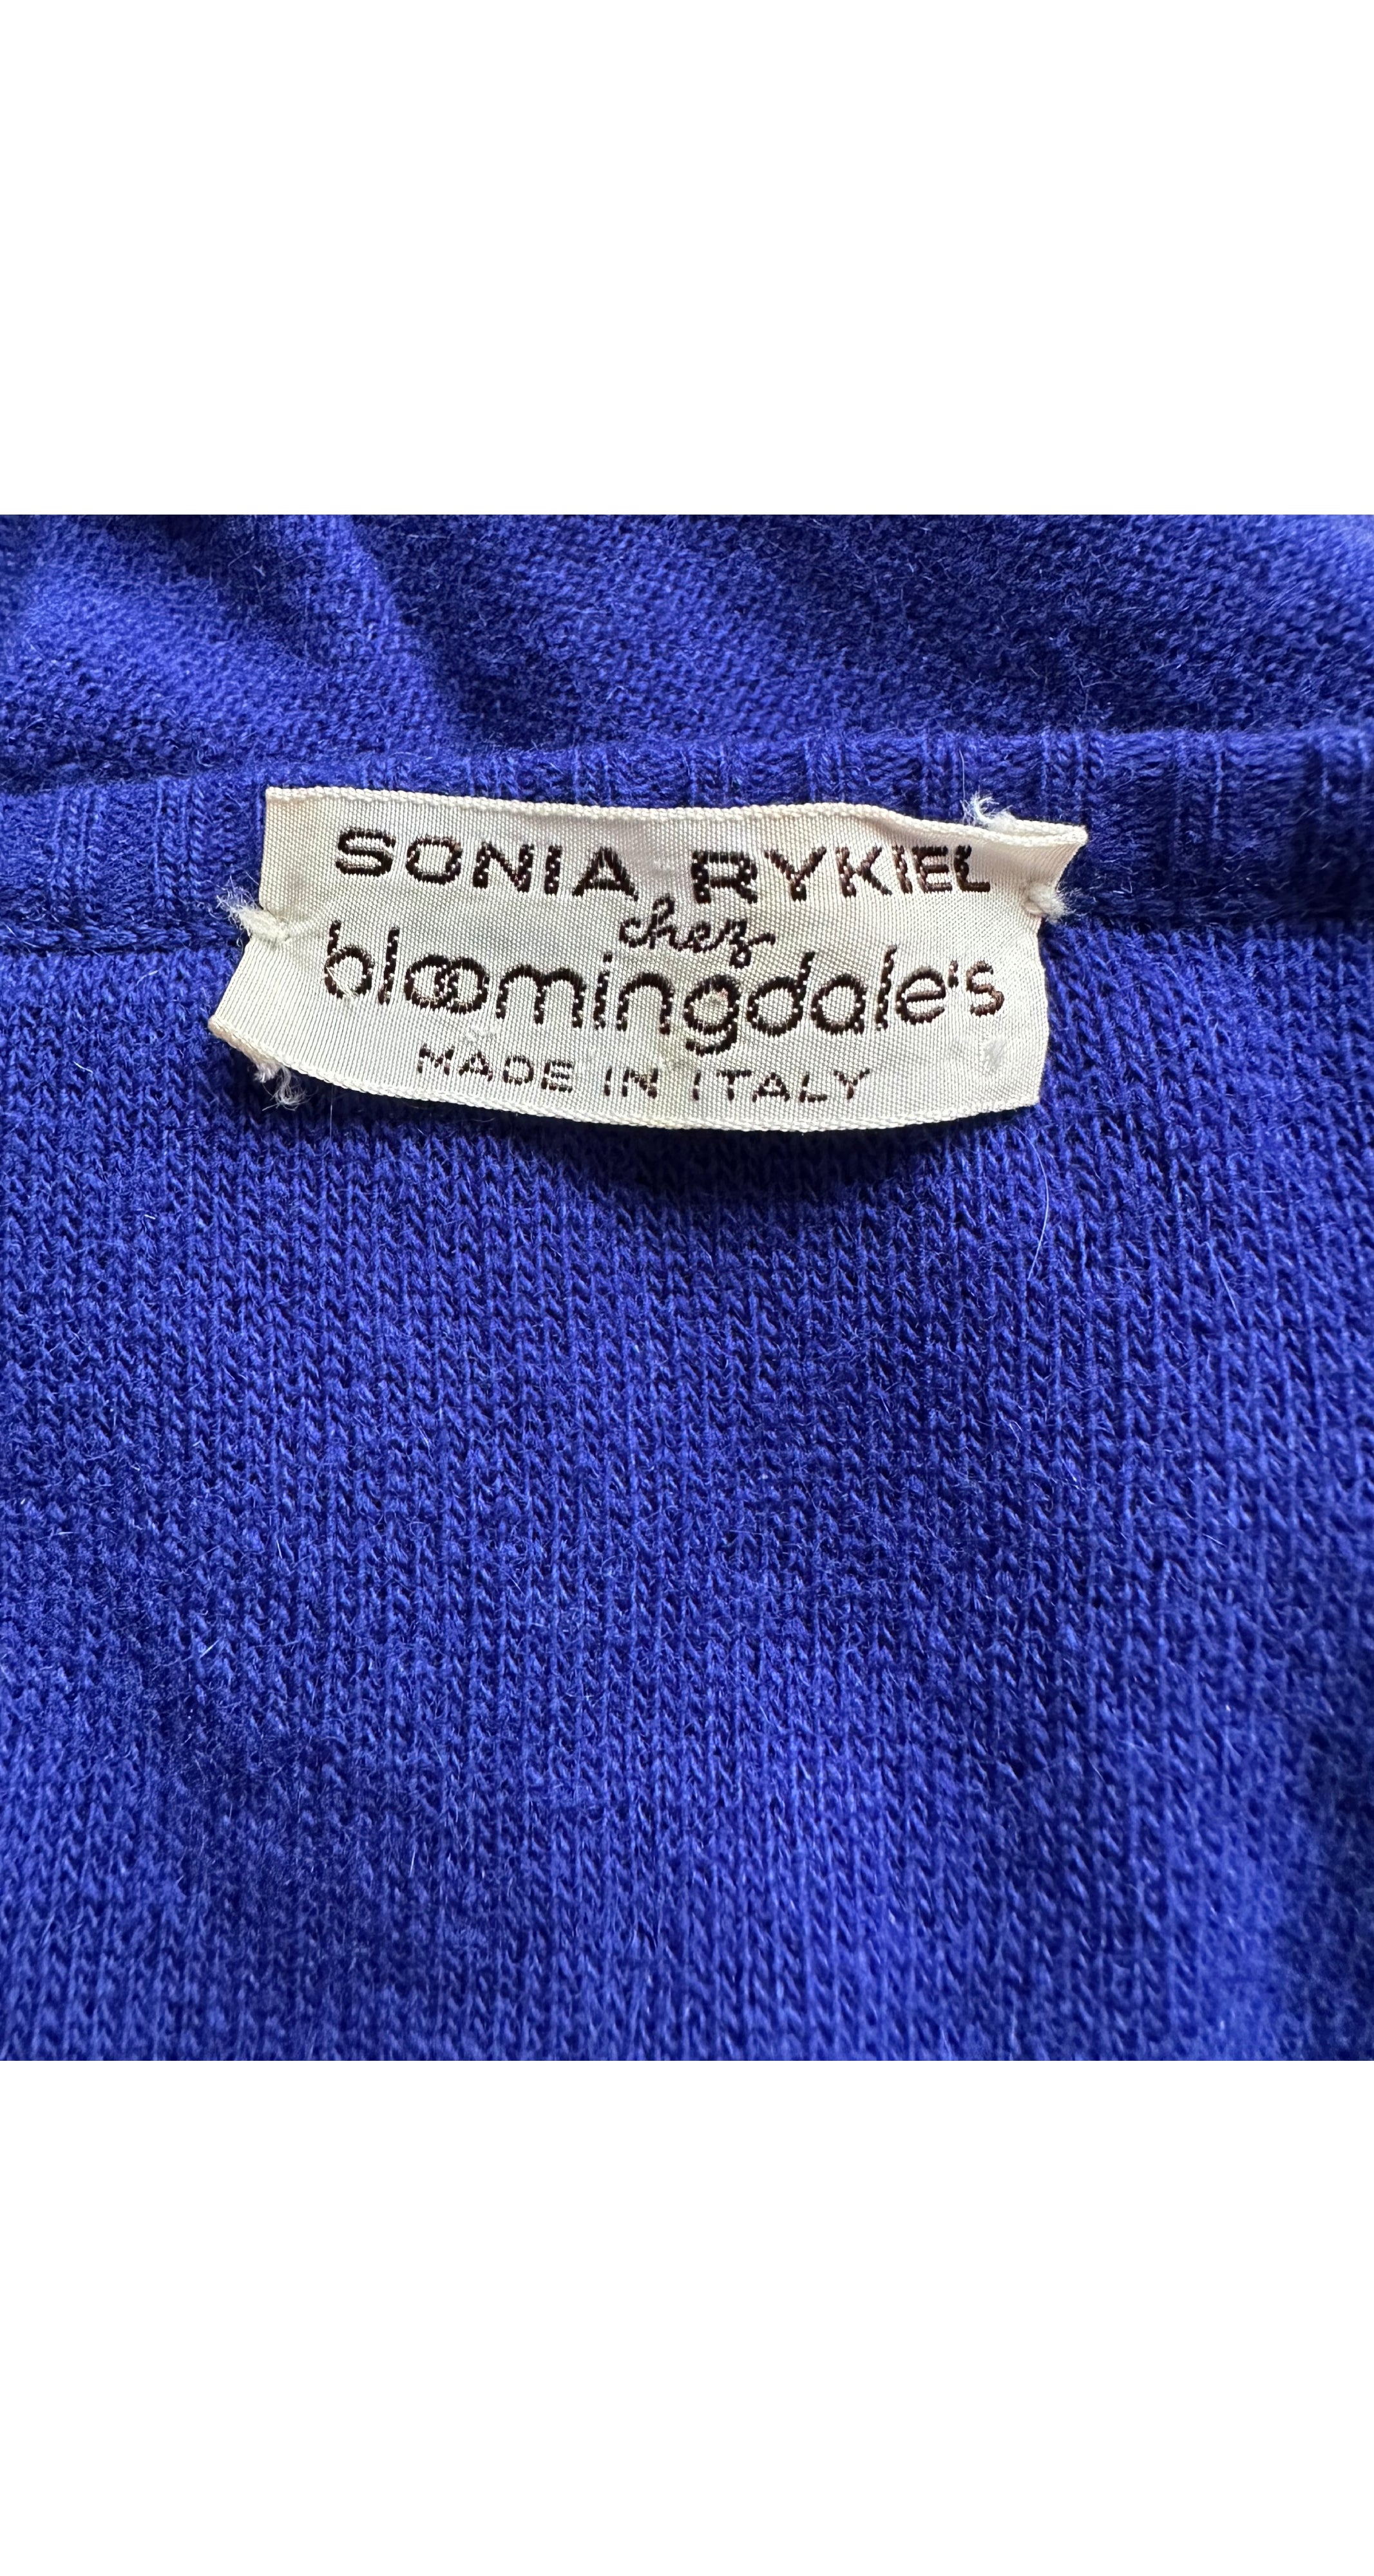 SONIA RYKIEL
chez
bloomingdale's
MADE IN ITALY